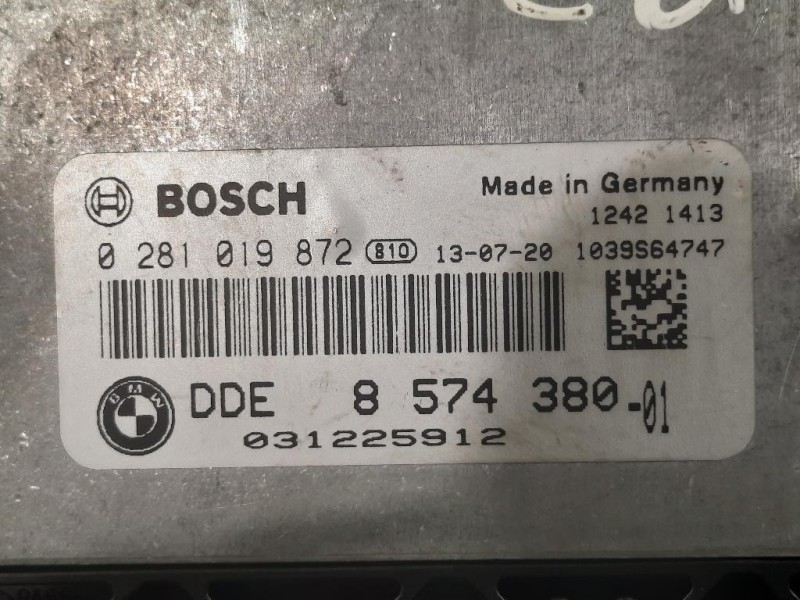 BOSCH
Made in Germany
1242 1413
0 281 019 872 810 13-07-20 1039S64747
BMW
DDE 8 574 380-01
031225912